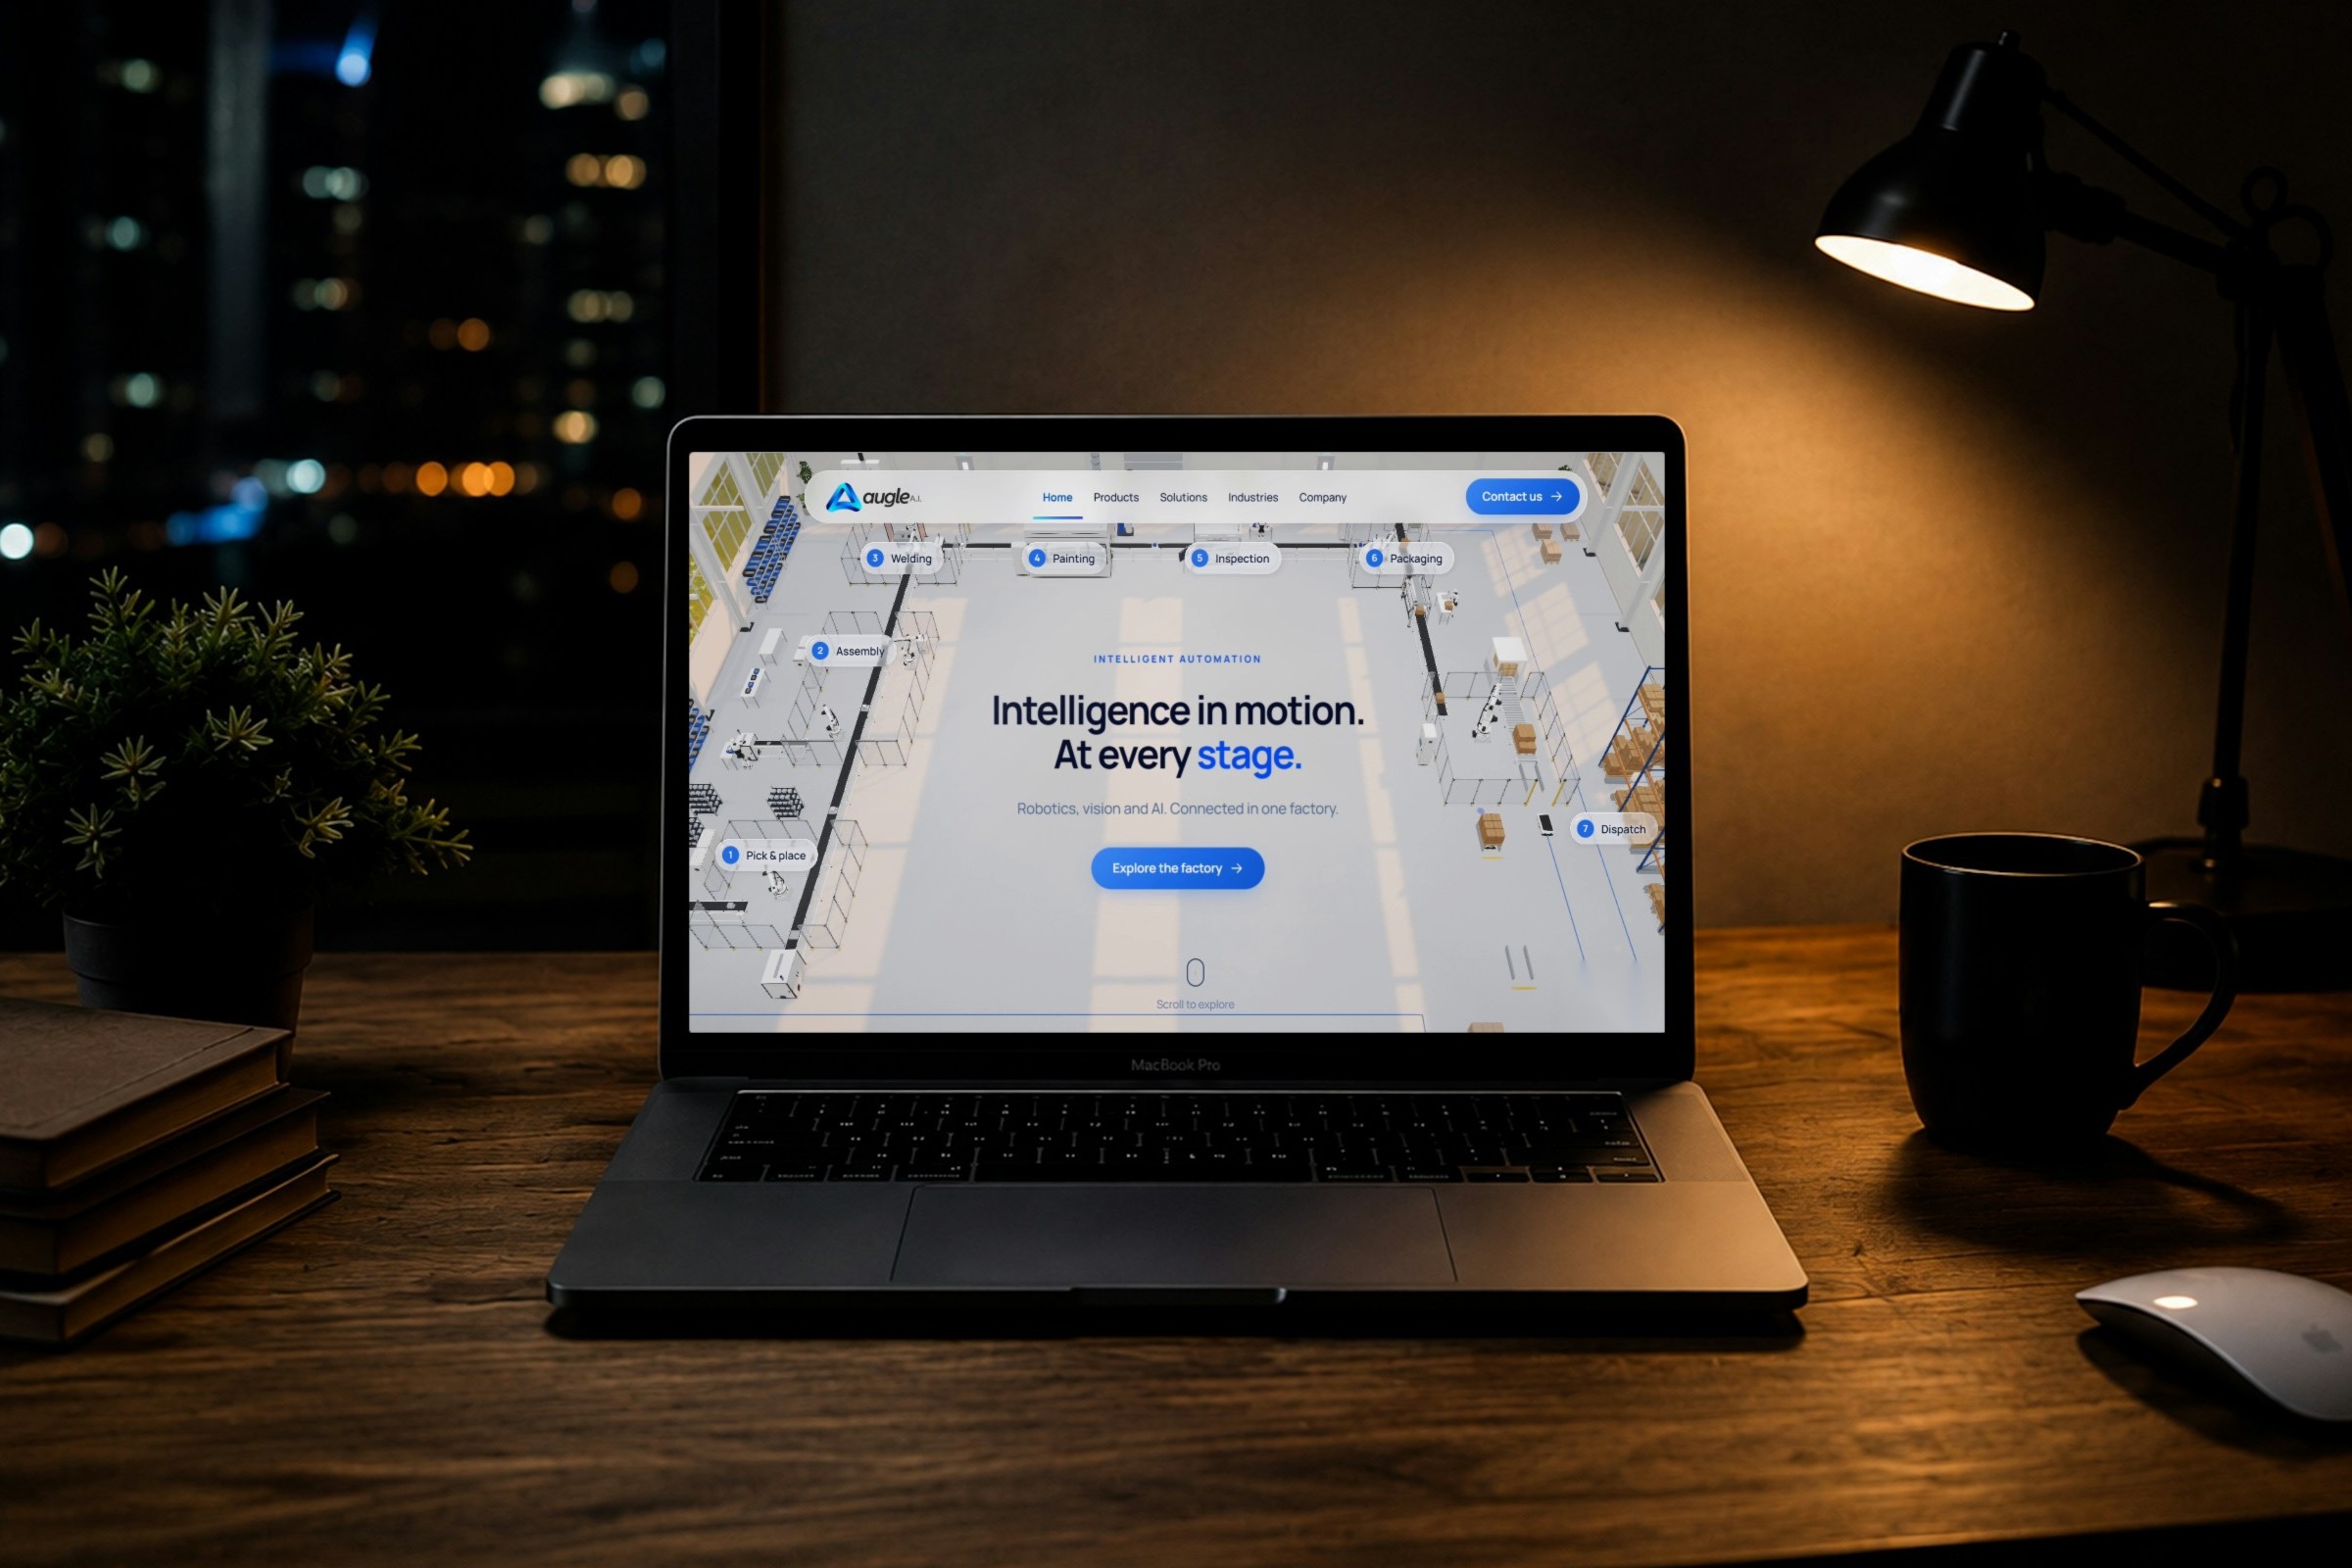 augle A.I.
Home Products Solutions Industries Company
Contact us
3 Welding
4 Painting
5 Inspection
6 Packaging
2 Assembly
INTELLIGENT AUTOMATION
Intelligence in motion.
At every stage.
Robotics, vision and AI. Connected in one factory.
7 Dispatch
1 Pick & place
Explore the factory
Scroll to explore
MacBook Pro